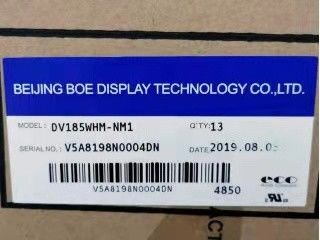 BEIJING BOE DISPLAY TECHNOLOGY CO.,LTD.
MODEL: DV185WHM-NM1 Q'TY: 13
SERIAL NO.: V5A8198N0004DN DATE 2019.08.0
V5A8198N0004DN 4850
eco